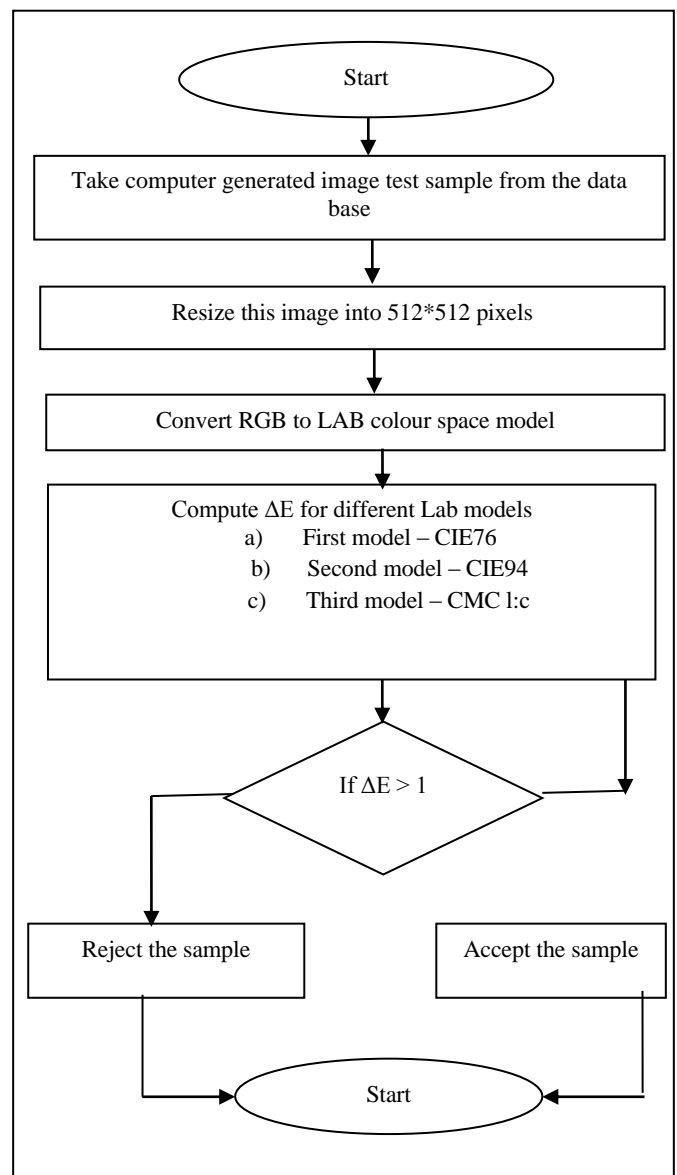 Start
Take computer generated image test sample from the data
base
Resize this image into 512*512 pixels
Convert RGB to LAB colour space model
Compute ΔE for different Lab models
a) First model – CIE76
b) Second model – CIE94
c) Third model – CMC l:c
If ΔE > 1
Reject the sample
Accept the sample
Start